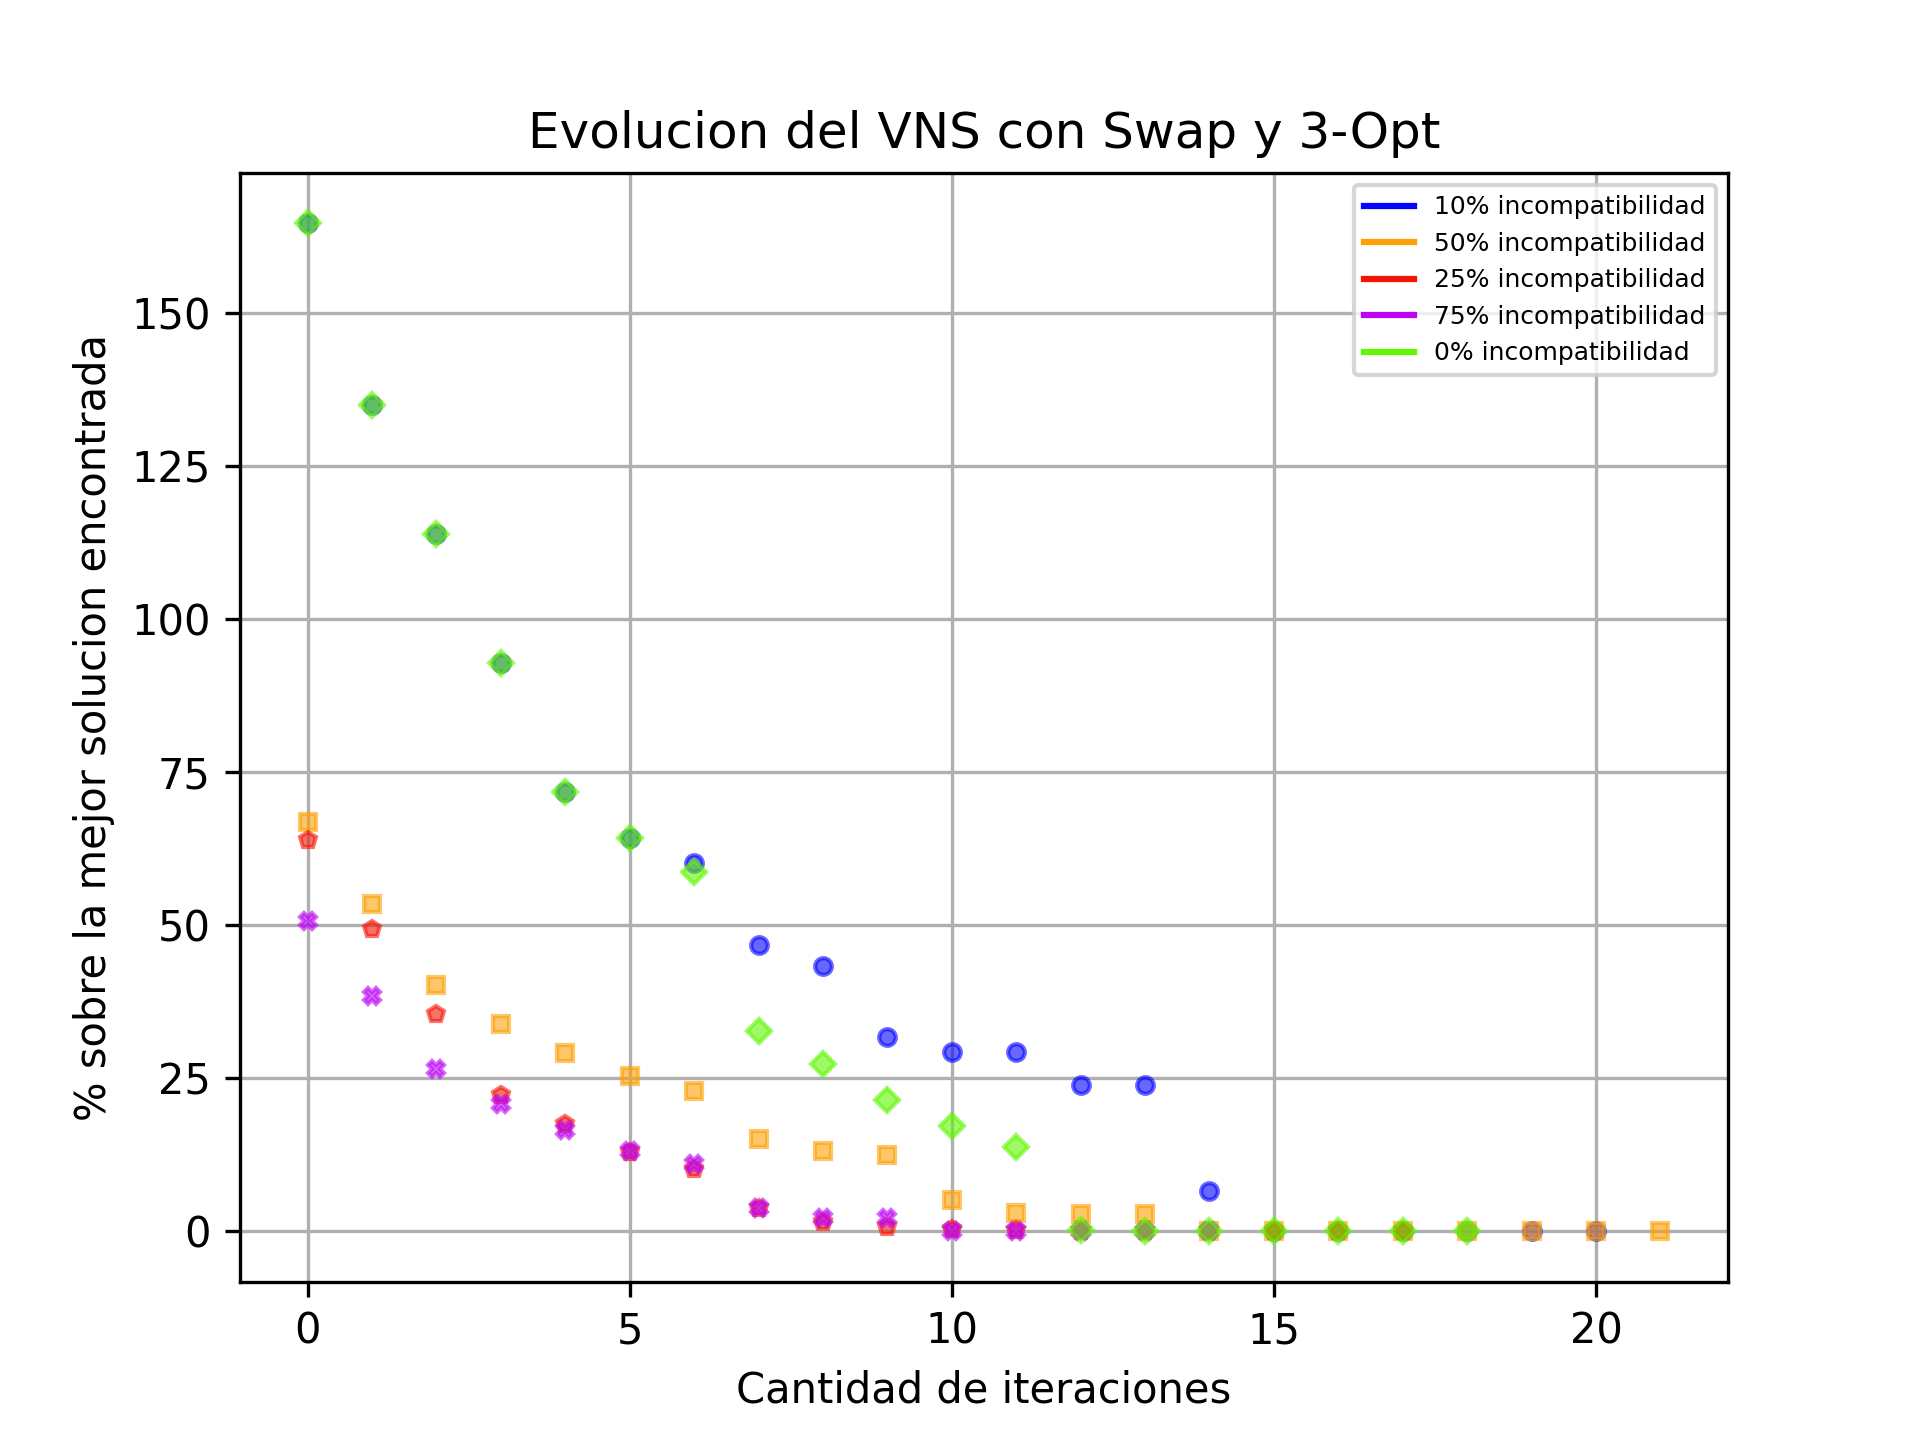 Evolucion del VNS con Swap y 3-Opt
10% incompatibilidad
50% incompatibilidad
25% incompatibilidad
75% incompatibilidad
0% incompatibilidad
% sobre la mejor solucion encontrada
150
125
100
75
50
25
0
0 5 10 15 20
Cantidad de iteraciones